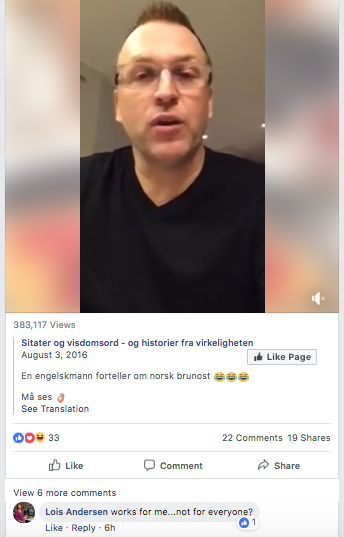 383,117 Views
Sitater og visdomsord - og historier fra virkeligheten
August 3, 2016
Like Page
En engelskmann forteller om norsk brunost 😂😂😂
Må ses 👌🏼
See Translation
33
22 Comments 19 Shares
Like Comment Share
View 6 more comments
Lois Andersen works for me...not for everyone?
1
Like · Reply · 6h